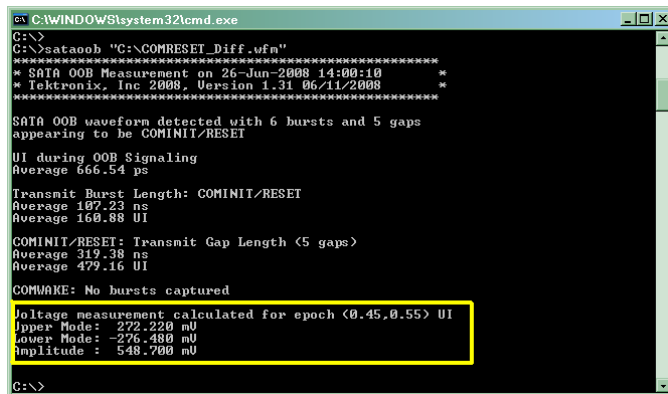 C:\WINDOWS\system32\cmd.exe
C:\>
C:\>sataoob "C:\COMRESET_Diff.wfm"
******************************************************
* SATA OOB Measurement on 26-Jun-2008 14:00:10 *
* Tektronix, Inc 2008, Version 1.31 06/11/2008 *
******************************************************
SATA OOB waveform detected with 6 bursts and 5 gaps
appearing to be COMINIT/RESET
UI during OOB Signaling
Average 666.54 ps
Transmit Burst Length: COMINIT/RESET
Average 107.23 ns
Average 160.88 UI
COMINIT/RESET: Transmit Gap Length (5 gaps)
Average 319.38 ns
Average 479.16 UI
COMWAKE: No bursts captured
Voltage measurement calculated for epoch (0.45,0.55) UI
Upper Mode: 272.220 mV
Lower Mode: -276.480 mV
Amplitude : 548.700 mV
C:\>